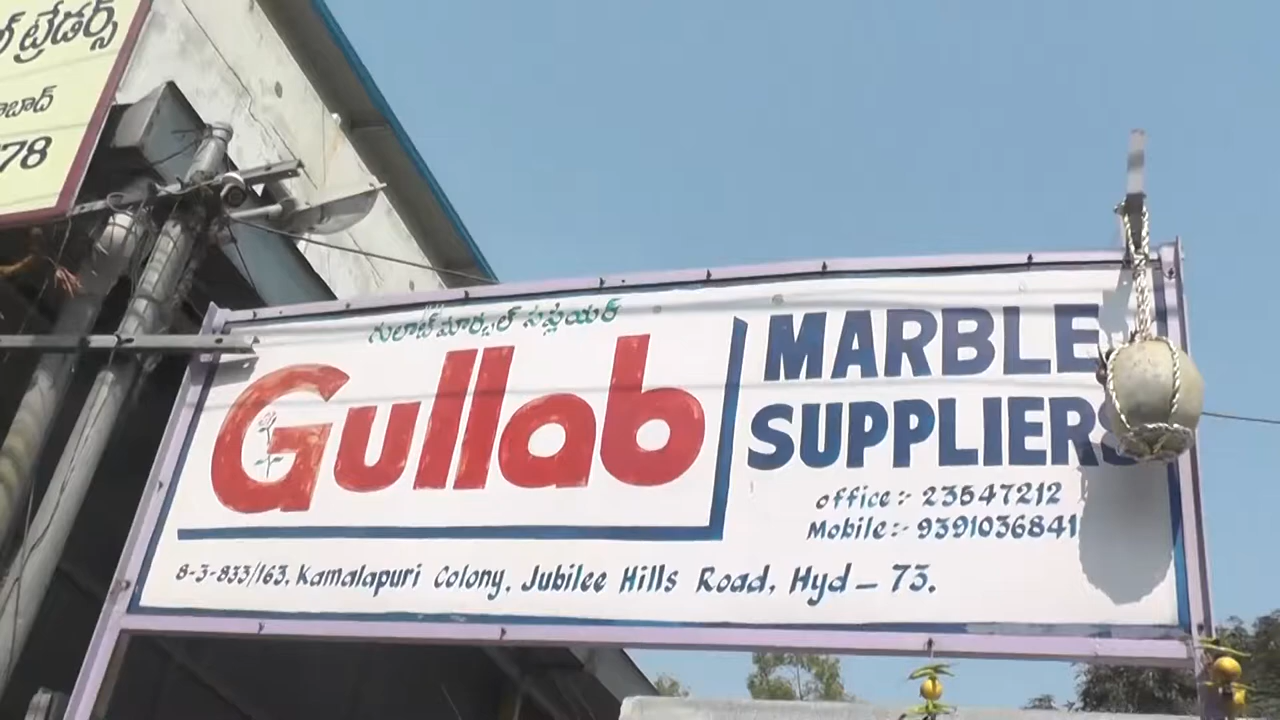 ట్రేడర్స్
78
గులాబ్ మార్బల్ సప్లైయర్
Gullab
MARBLE
SUPPLIERS
office:- 23547212
Mobile:- 9391036841
8-3-833/163, Kamalapuri Colony, Jubilee Hills Road, Hyd - 73.